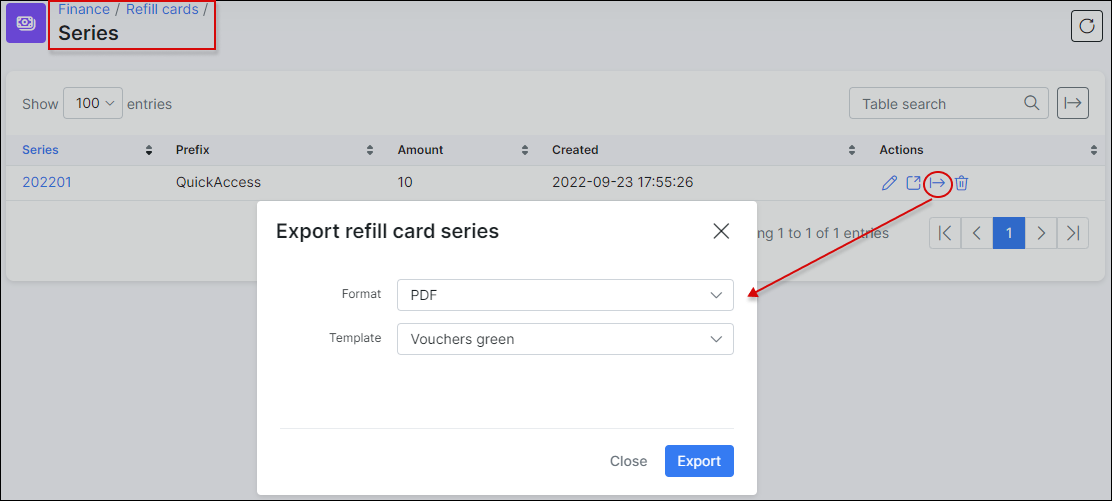 Finance / Refill cards /
Series
Show 100 entries
Table search
Series Prefix Amount Created Actions
202201 QuickAccess 10 2022-09-23 17:55:26
ng 1 to 1 of 1 entries 1
Export refill card series
Format PDF
Template Vouchers green
Close Export